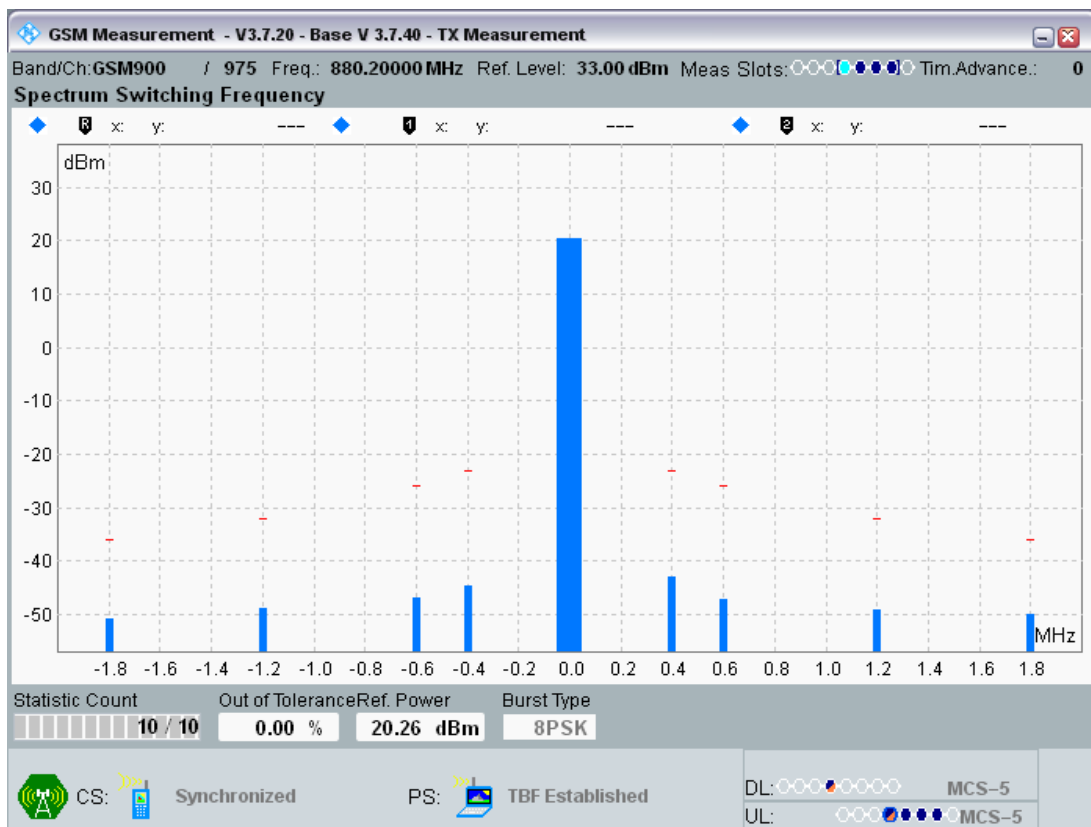 GSM Measurement - V3.7.20 - Base V 3.7.40 - TX Measurement
Band/Ch:GSM900 / 975 Freq.: 880.20000 MHz Ref. Level: 33.00 dBm Meas Slots: Tim.Advance.: 0
Spectrum Switching Frequency
R x: y: --- 1 x: y: --- 2 x: y: ---
dBm
30
20
10
0
-10
-20
-30
-40
-50
MHz
-1.8 -1.6 -1.4 -1.2 -1.0 -0.8 -0.6 -0.4 -0.2 0.0 0.2 0.4 0.6 0.8 1.0 1.2 1.4 1.6 1.8
Statistic Count Out of Tolerance Ref. Power Burst Type
10 / 10 0.00 % 20.26 dBm 8PSK
CS: Synchronized PS: TBF Established DL: MCS-5
UL: MCS-5